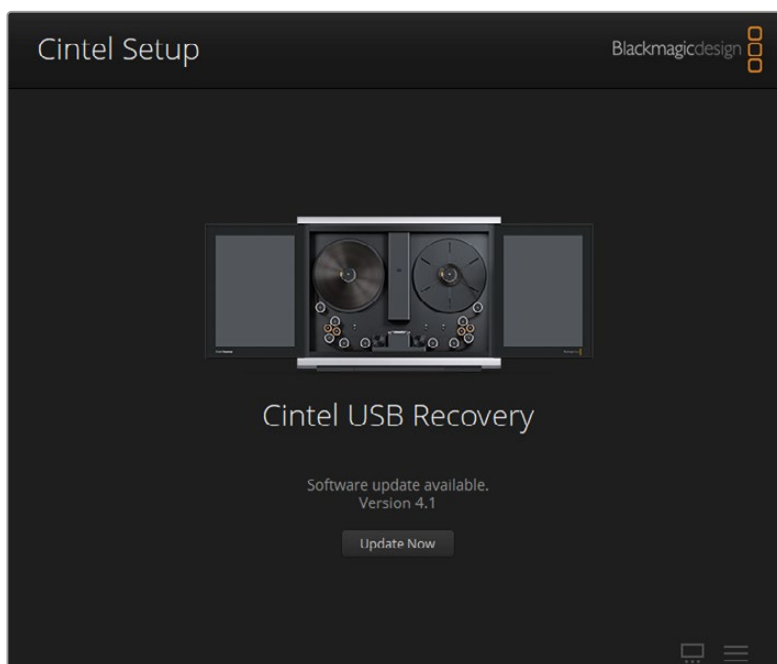 Cintel Setup
Blackmagicdesign
Cintel USB Recovery
Software update available.
Version 4.1
Update Now